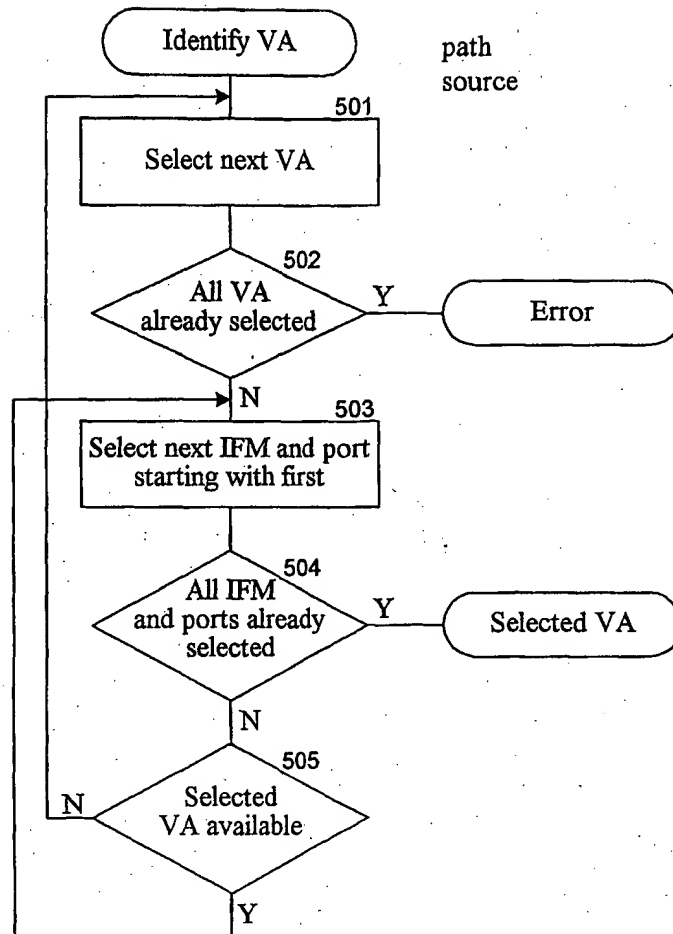 Identify VA
path
source
501
Select next VA
502
All VA
already selected
Y
Error
N
503
Select next IFM and port
starting with first
504
All IFM
and ports already
selected
Y
Selected VA
N
505
Selected
VA available
N
Y